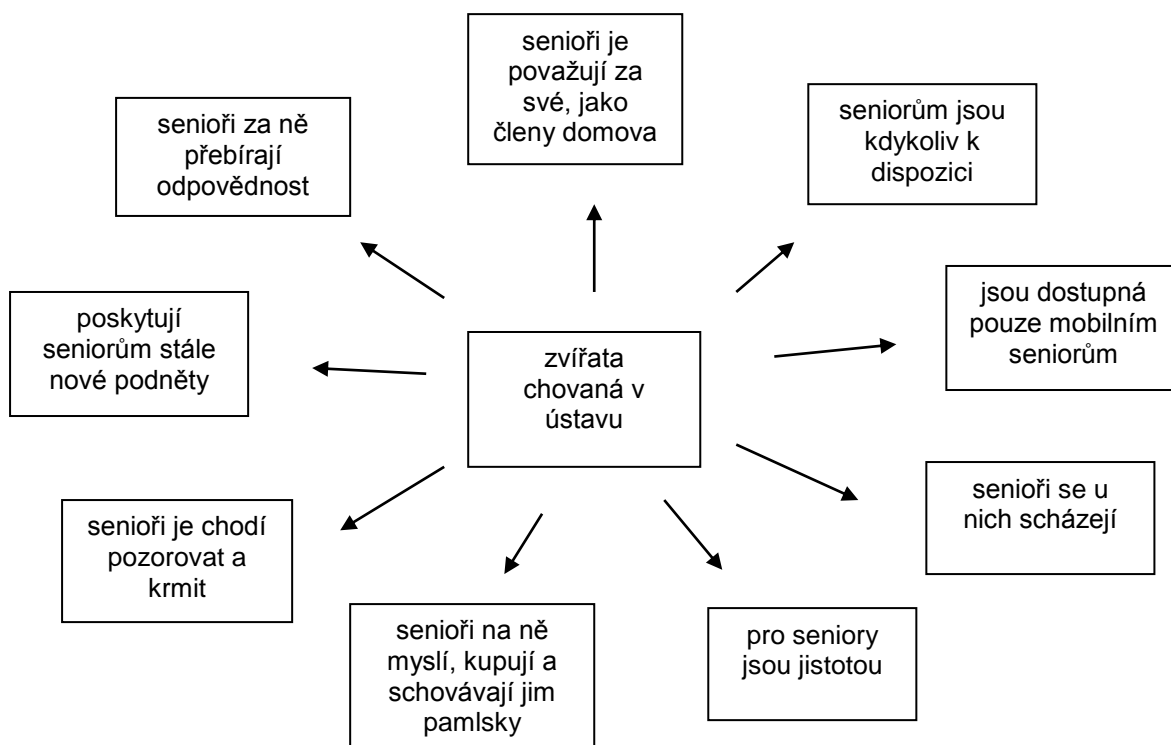 senioři je
považují za
své, jako
členy domova
seniorům jsou
kdykoliv k
dispozici
senioři za ně
přebírají
odpovědnost
jsou dostupná
pouze mobilním
seniorům
poskytují
seniorům stále
nové podněty
zvířata
chovaná v
ústavu
senioři se u
nich scházejí
senioři je chodí
pozorovat a
krmit
senioři na ně
myslí, kupují a
schovávají jim
pamlsky
pro seniory
jsou jistotou